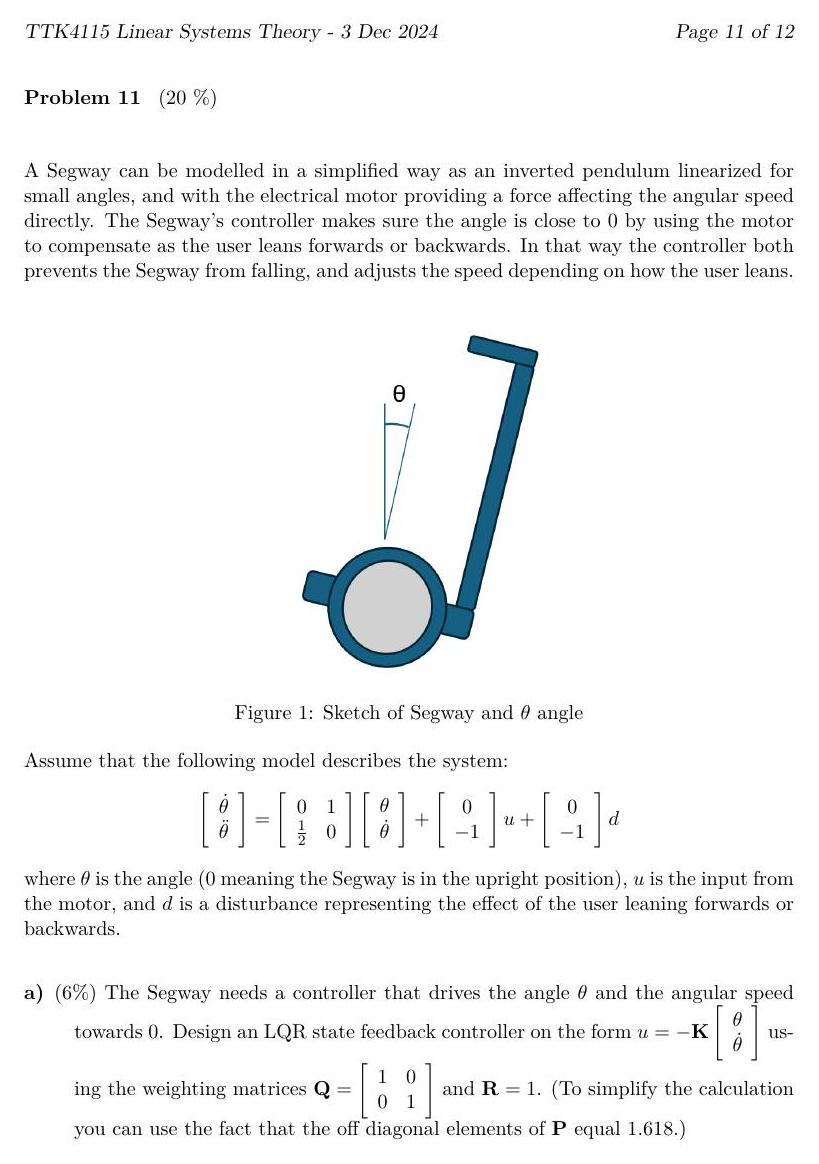 TTK4115 Linear Systems Theory - 3 Dec 2024 Page 11 of 12
Problem 11 (20 %)
A Segway can be modelled in a simplified way as an inverted pendulum linearized for
small angles, and with the electrical motor providing a force affecting the angular speed
directly. The Segway's controller makes sure the angle is close to 0 by using the motor
to compensate as the user leans forwards or backwards. In that way the controller both
prevents the Segway from falling, and adjusts the speed depending on how the user leans.
θ
Figure 1: Sketch of Segway and θ angle
Assume that the following model describes the system:
[ θ̇ ; θ̈ ] = [ 0 1 ; 1/2 0 ] [ θ ; θ̇ ] + [ 0 ; −1 ] u + [ 0 ; −1 ] d
where θ is the angle (0 meaning the Segway is in the upright position), u is the input from
the motor, and d is a disturbance representing the effect of the user leaning forwards or
backwards.
a) (6%) The Segway needs a controller that drives the angle θ and the angular speed
towards 0. Design an LQR state feedback controller on the form u = −K [ θ ; θ̇ ] us-
ing the weighting matrices Q = [ 1 0 ; 0 1 ] and R = 1. (To simplify the calculation
you can use the fact that the off diagonal elements of P equal 1.618.)